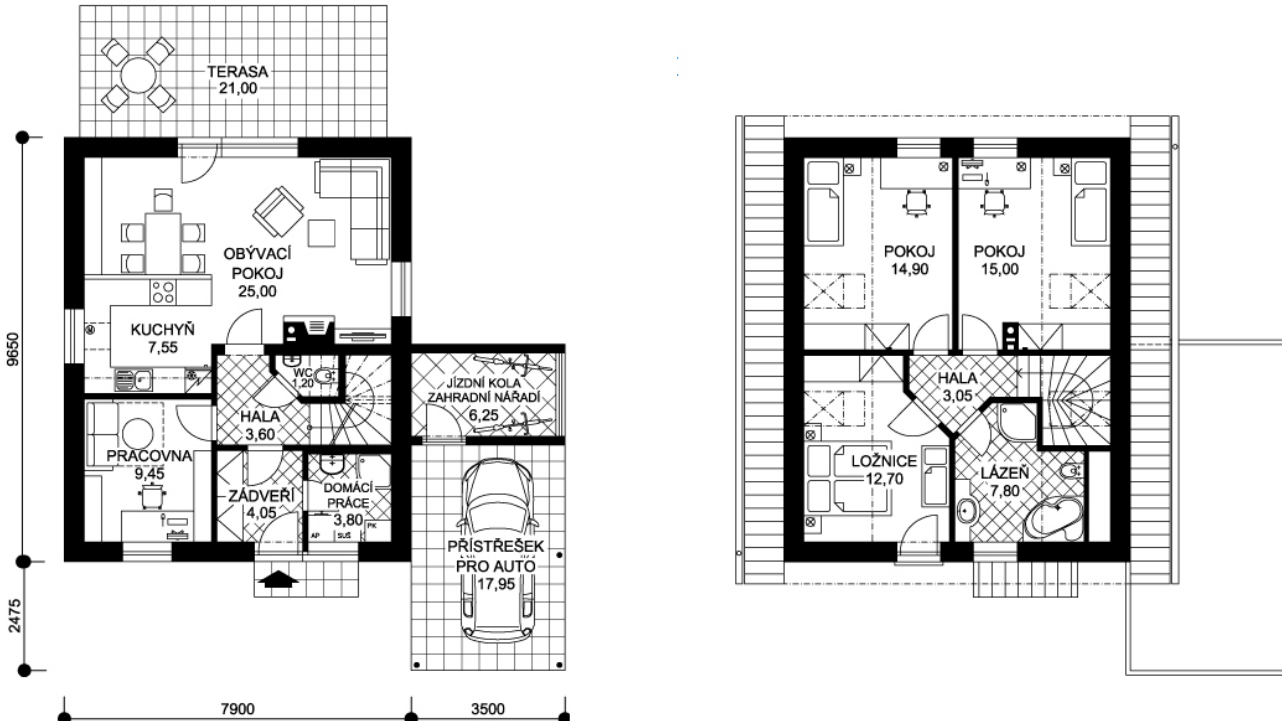 TERASA
21,00
OBÝVACÍ
POKOJ
25,00
KUCHYŇ
7,55
WC
1,20
JÍZDNÍ KOLA
ZAHRADNÍ NÁŘADÍ
6,25
HALA
3,60
PRACOVNA
9,45
ZÁDVEŘÍ
4,05
DOMÁCÍ
PRÁCE
3,80
AP
SUŠ
PK
PŘÍSTŘEŠEK
PRO AUTO
17,95
9650
2475
7900
3500
POKOJ
14,90
POKOJ
15,00
HALA
3,05
LOŽNICE
12,70
LÁZEŇ
7,80